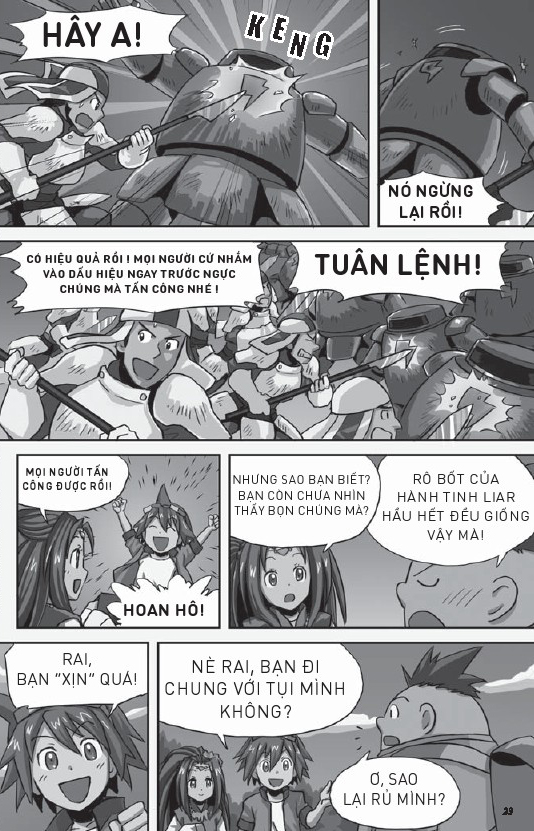 HÂY A!
KENG
NÓ NGỪNG
LẠI RỒI!
CÓ HIỆU QUẢ RỒI ! MỌI NGƯỜI CỨ NHẮM
VÀO DẤU HIỆU NGAY TRƯỚC NGỰC
CHÚNG MÀ TẤN CÔNG NHÉ !
TUÂN LỆNH!
MỌI NGƯỜI TẤN
CÔNG ĐƯỢC RỒI!
HOAN HÔ!
NHƯNG SAO BẠN BIẾT?
BẠN CÒN CHƯA NHÌN
THẤY BỌN CHÚNG MÀ?
RÔ BỐT CỦA
HÀNH TINH LIAR
HẦU HẾT ĐỀU GIỐNG
VẬY MÀ!
RAI,
BẠN “XỊN” QUÁ!
NÈ RAI, BẠN ĐI
CHUNG VỚI TỤI MÌNH
KHÔNG?
Ơ, SAO
LẠI RỦ MÌNH?
29